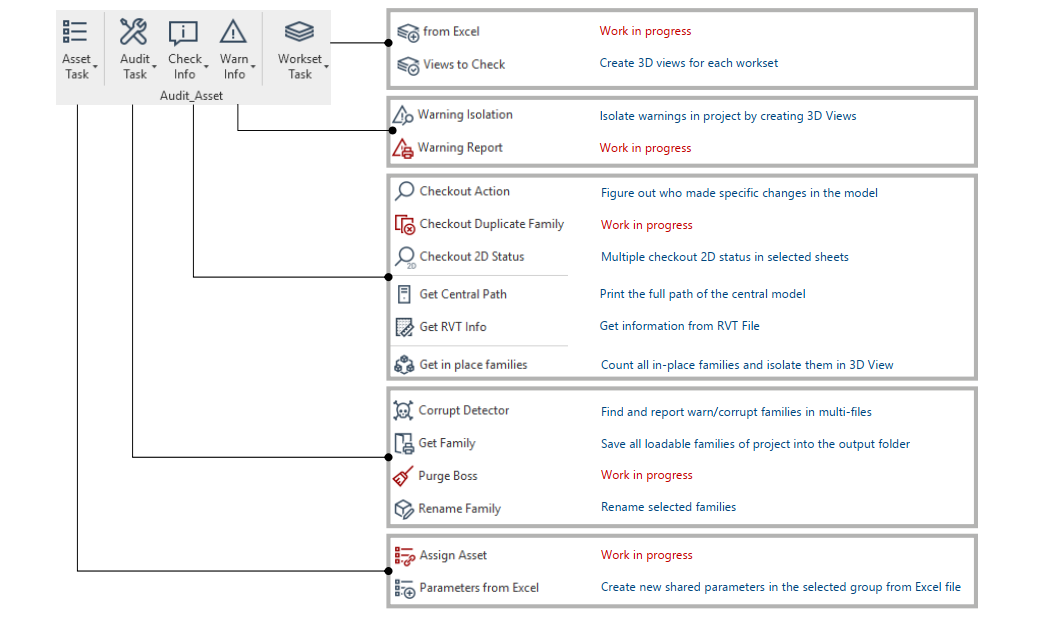 Asset Task
Audit Task
Check Info
Warn Info
Workset Task
Audit_Asset
from Excel Work in progress
Views to Check Create 3D views for each workset
Warning Isolation Isolate warnings in project by creating 3D Views
Warning Report Work in progress
Checkout Action Figure out who made specific changes in the model
Checkout Duplicate Family Work in progress
2D Checkout 2D Status Multiple checkout 2D status in selected sheets
Get Central Path Print the full path of the central model
Get RVT Info Get information from RVT File
Get in place families Count all in-place families and isolate them in 3D View
Corrupt Detector Find and report warn/corrupt families in multi-files
Get Family Save all loadable families of project into the output folder
Purge Boss Work in progress
Rename Family Rename selected families
Assign Asset Work in progress
Parameters from Excel Create new shared parameters in the selected group from Excel file